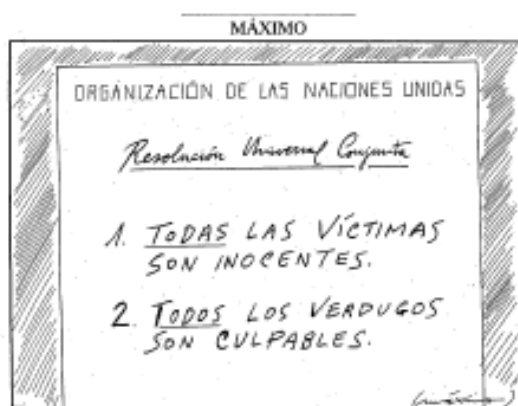 MÁXIMO
ORGANIZACIÓN DE LAS NACIONES UNIDAS
Resolución Universal Conjunta
1. TODAS LAS VÍCTIMAS
SON INOCENTES.
2. TODOS LOS VERDUGOS
SON CULPABLES.
máximo